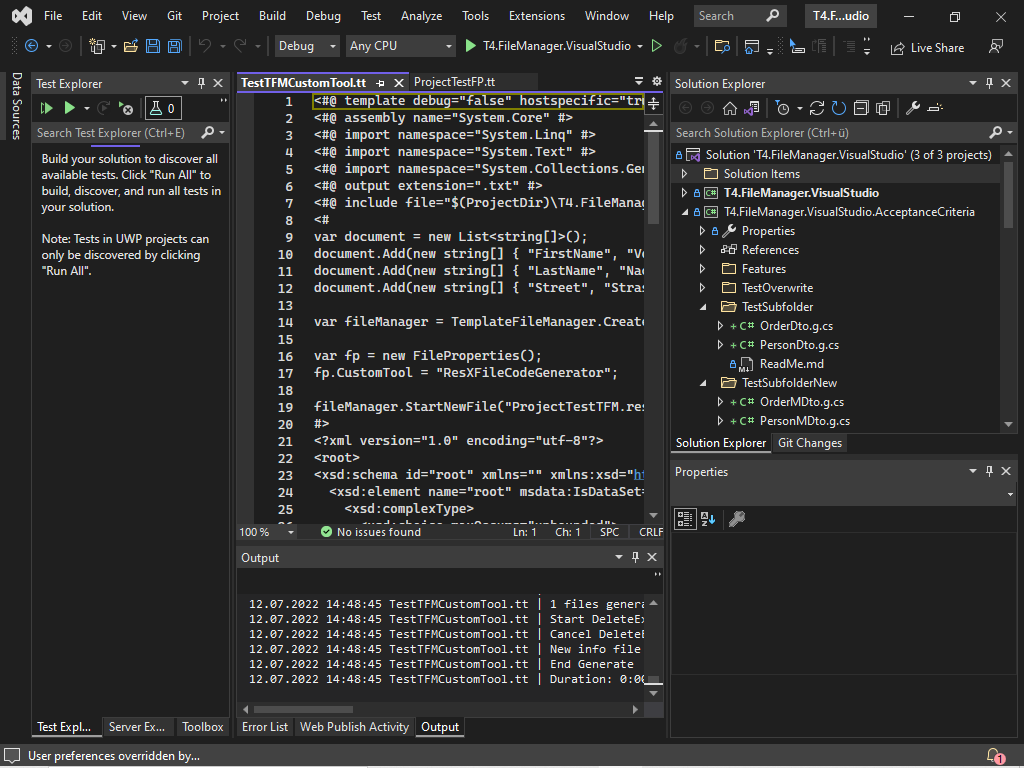 File Edit View Git Project Build Debug Test Analyze Tools Extensions Window Help Search T4.F...udio
Debug Any CPU T4.FileManager.VisualStudio Live Share
Data Sources
Test Explorer
0
Search Test Explorer (Ctrl+E)
Build your solution to discover all
available tests. Click "Run All" to
build, discover, and run all tests in
your solution.
Note: Tests in UWP projects can
only be discovered by clicking
"Run All".
Test Expl... Server Ex... Toolbox
TestTFMCustomTool.tt ProjectTestFP.tt
1 <#@ template debug="false" hostspecific="tr
2 <#@ assembly name="System.Core" #>
3 <#@ import namespace="System.Linq" #>
4 <#@ import namespace="System.Text" #>
5 <#@ import namespace="System.Collections.Ge
6 <#@ output extension=".txt" #>
7 <#@ include file="$(ProjectDir)\T4.FileMana
8 <#
9 var document = new List<string[]>();
10 document.Add(new string[] { "FirstName", "V
11 document.Add(new string[] { "LastName", "Na
12 document.Add(new string[] { "Street", "Stra
13
14 var fileManager = TemplateFileManager.Creat
15
16 var fp = new FileProperties();
17 fp.CustomTool = "ResXFileCodeGenerator";
18
19 fileManager.StartNewFile("ProjectTestTFM.res
20 #>
21 <?xml version="1.0" encoding="utf-8"?>
22 <root>
23 <xsd:schema id="root" xmlns="" xmlns:xsd="h
24 <xsd:element name="root" msdata:IsDataSet=
25 <xsd:complexType>
100 % No issues found Ln: 1 Ch: 1 SPC CRLF
Output
12.07.2022 14:48:45 TestTFMCustomTool.tt | 1 files genera
12.07.2022 14:48:45 TestTFMCustomTool.tt | Start DeleteEx
12.07.2022 14:48:45 TestTFMCustomTool.tt | Cancel DeleteE
12.07.2022 14:48:45 TestTFMCustomTool.tt | New info file
12.07.2022 14:48:45 TestTFMCustomTool.tt | End Generate
12.07.2022 14:48:45 TestTFMCustomTool.tt | Duration: 0:00
Error List Web Publish Activity Output
Solution Explorer
Search Solution Explorer (Ctrl+ü)
Solution 'T4.FileManager.VisualStudio' (3 of 3 projects)
Solution Items
C# T4.FileManager.VisualStudio
C# T4.FileManager.VisualStudio.AcceptanceCriteria
Properties
References
Features
TestOverwrite
TestSubfolder
+ C# OrderDto.g.cs
+ C# PersonDto.g.cs
ReadMe.md
TestSubfolderNew
+ C# OrderMDto.g.cs
+ C# PersonMDto.g.cs
Solution Explorer Git Changes
Properties
User preferences overridden by... 1